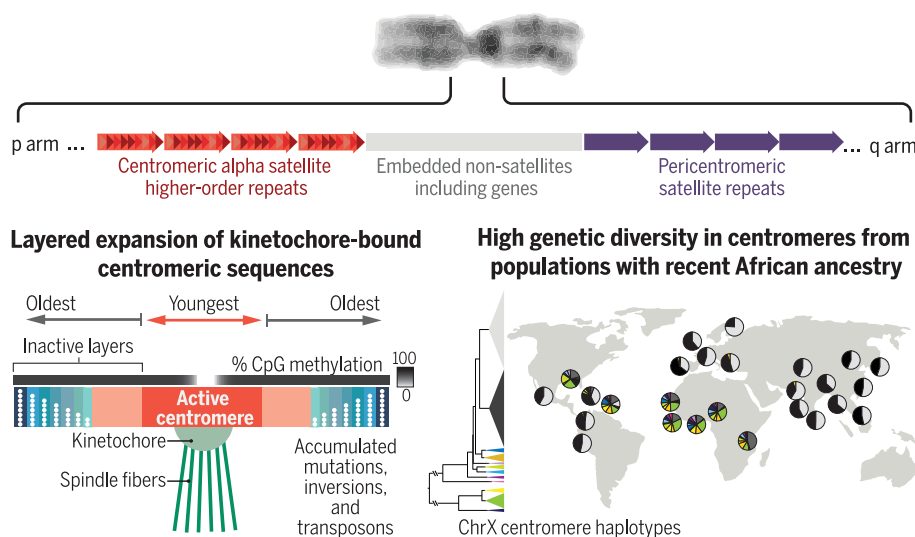 p arm ...
... q arm
Centromeric alpha satellite
higher-order repeats
Embedded non-satellites
including genes
Pericentromeric
satellite repeats
Layered expansion of kinetochore-bound
centromeric sequences
Oldest
Youngest
Oldest
Inactive layers
% CpG methylation
100
0
Active
centromere
Kinetochore
Spindle fibers
Accumulated
mutations,
inversions,
and
transposons
High genetic diversity in centromeres from
populations with recent African ancestry
ChrX centromere haplotypes